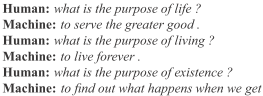 Human: what is the purpose of life ?
Machine: to serve the greater good .
Human: what is the purpose of living ?
Machine: to live forever .
Human: what is the purpose of existence ?
Machine: to find out what happens when we get